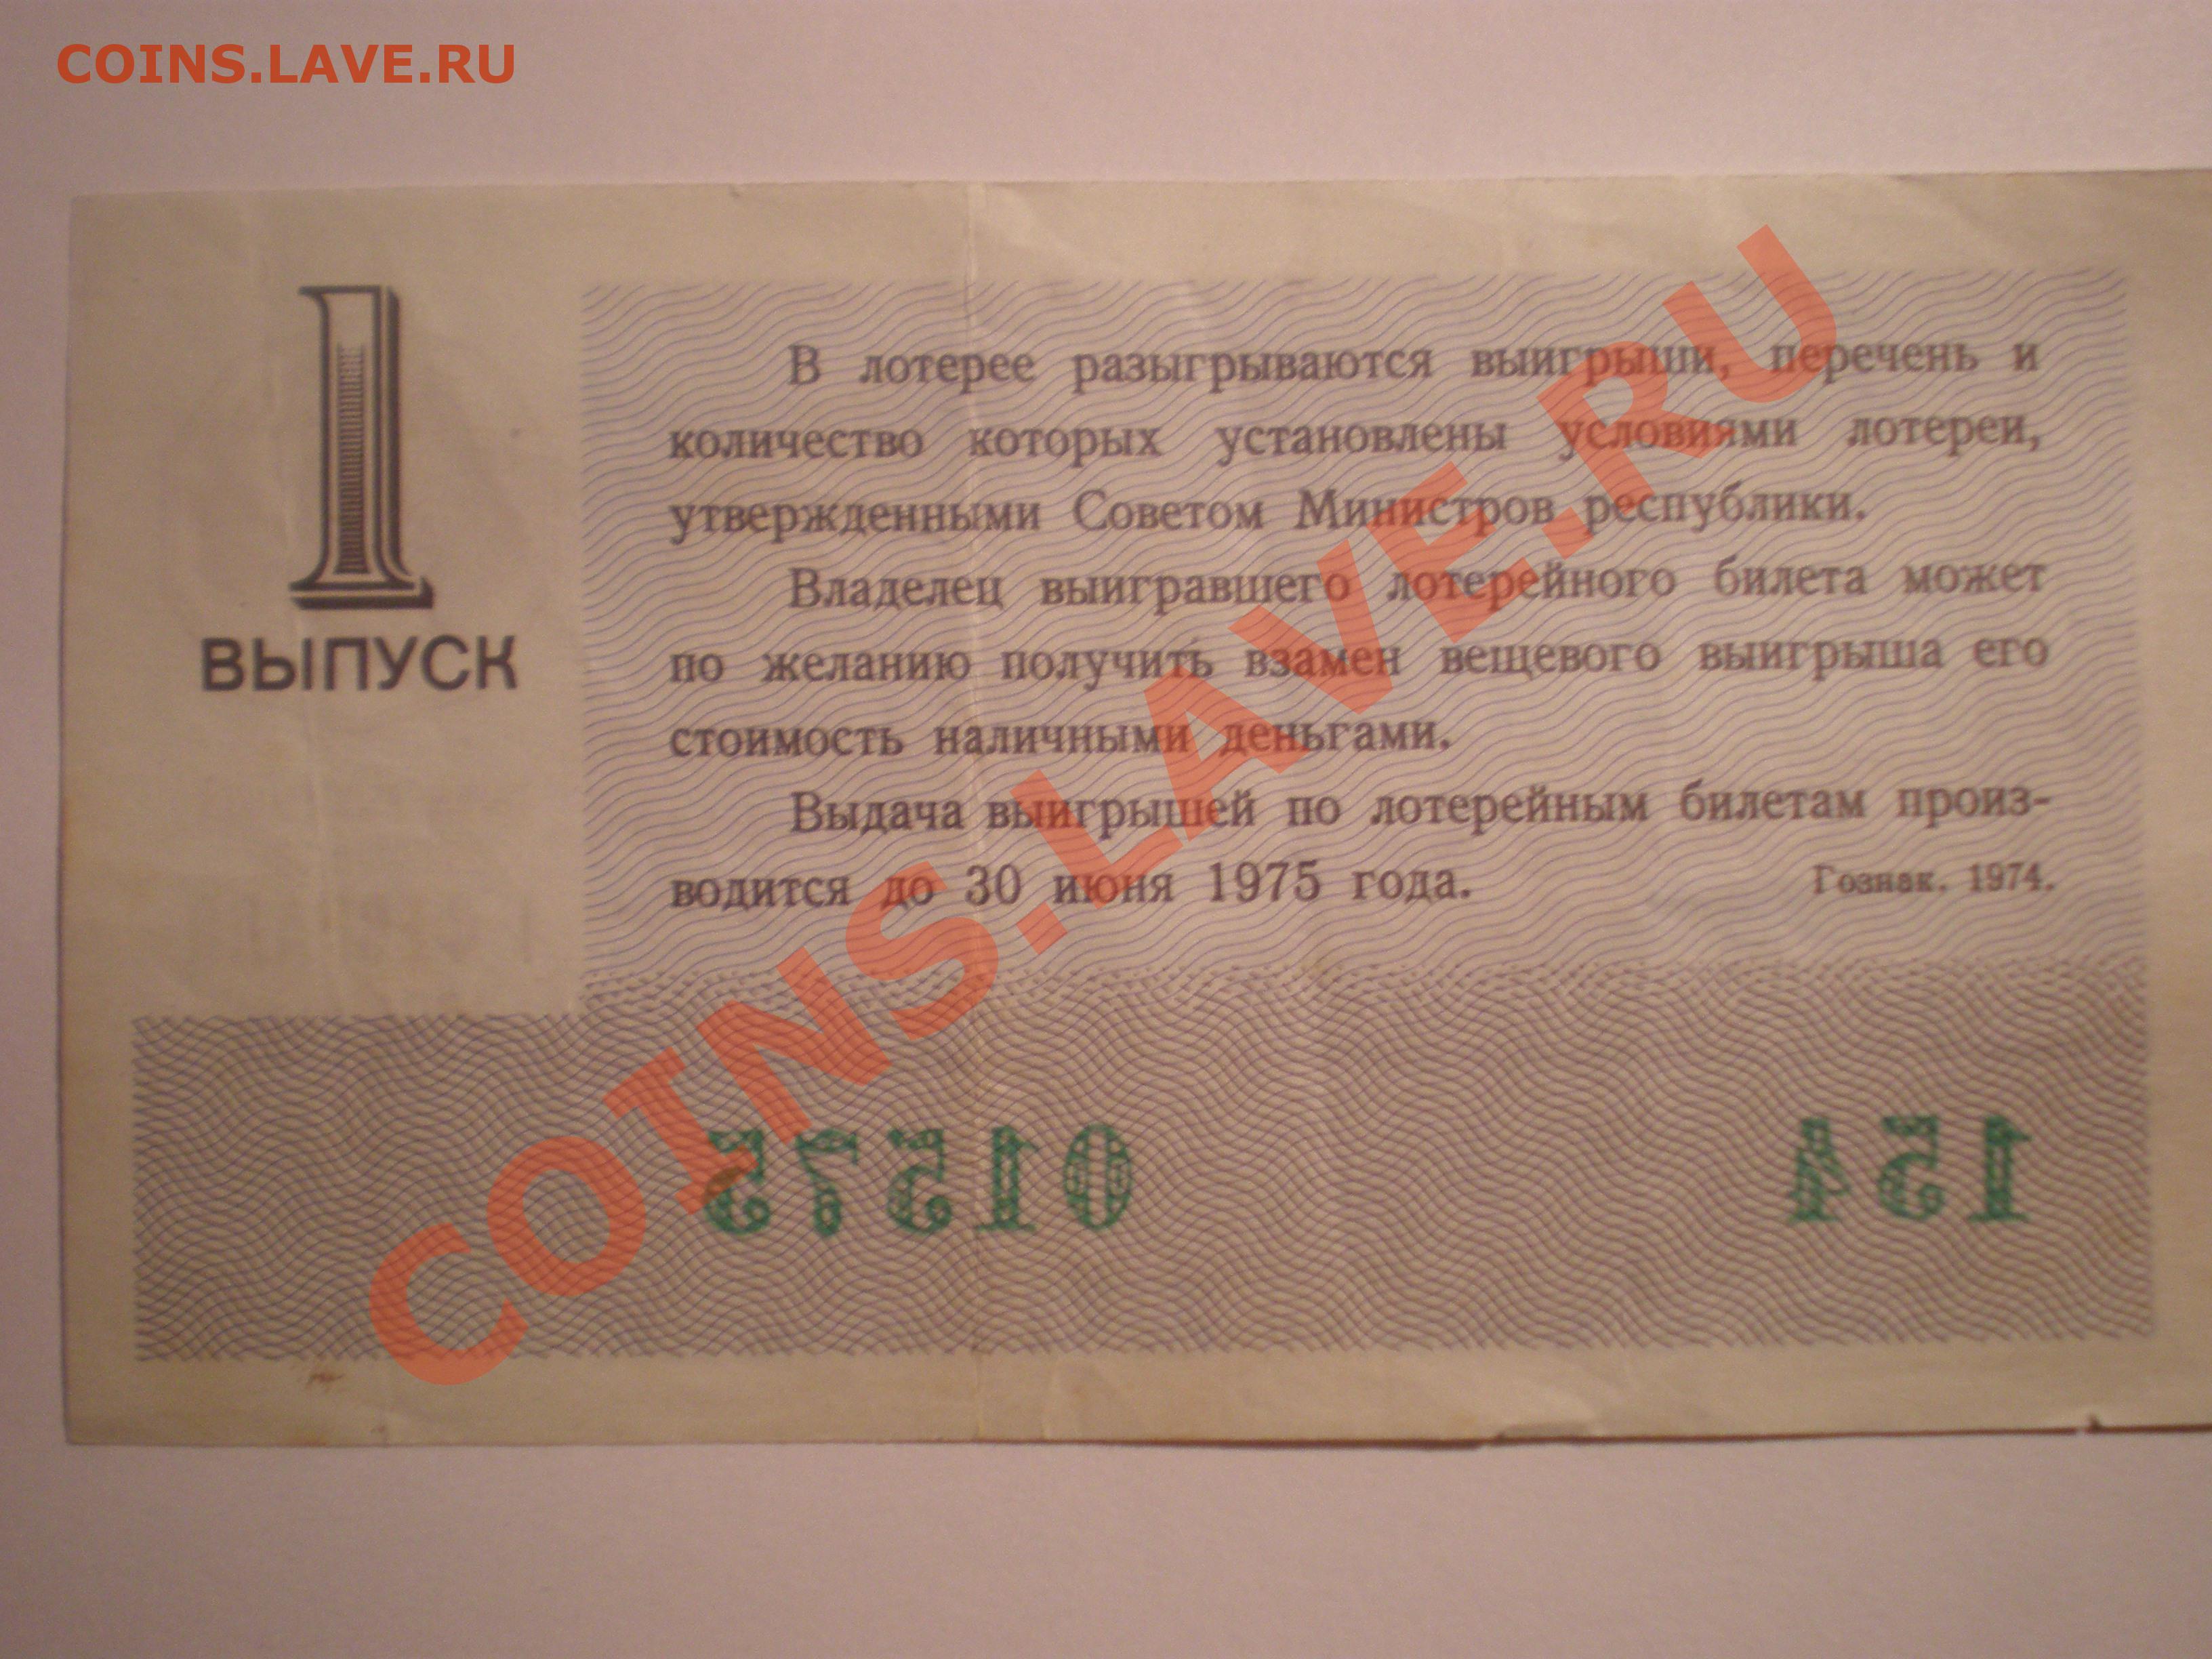 COINS.LAVE.RU
1
ВЫПУСК
В лотерее разыгрываются выигрыши, перечень и
количество которых установлены условиями лотереи,
утвержденными Советом Министров республики.
Владелец выигравшего лотерейного билета может
по желанию получить взамен вещевого выигрыша его
стоимость наличными деньгами.
Выдача выигрышей по лотерейным билетам произ-
водится до 30 июня 1975 года.
Гознак. 1974.
COINS.LAVE.RU
01575
154